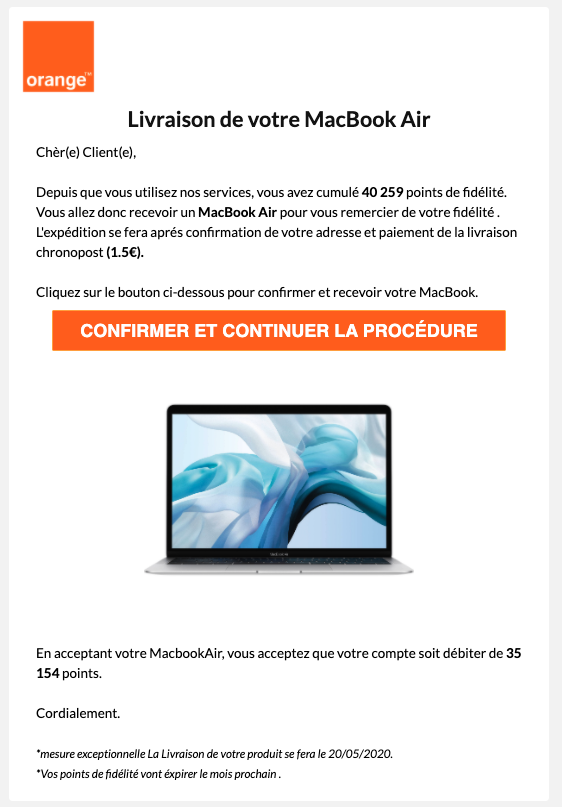 orange™
Livraison de votre MacBook Air
Chèr(e) Client(e),
Depuis que vous utilisez nos services, vous avez cumulé 40 259 points de fidélité.
Vous allez donc recevoir un MacBook Air pour vous remercier de votre fidélité .
L'expédition se fera aprés confirmation de votre adresse et paiement de la livraison
chronopost (1.5€).
Cliquez sur le bouton ci-dessous pour confirmer et recevoir votre MacBook.
CONFIRMER ET CONTINUER LA PROCÉDURE
En acceptant votre MacbookAir, vous acceptez que votre compte soit débiter de 35
154 points.
Cordialement.
*mesure exceptionnelle La Livraison de votre produit se fera le 20/05/2020.
*Vos points de fidélité vont éxpirer le mois prochain .